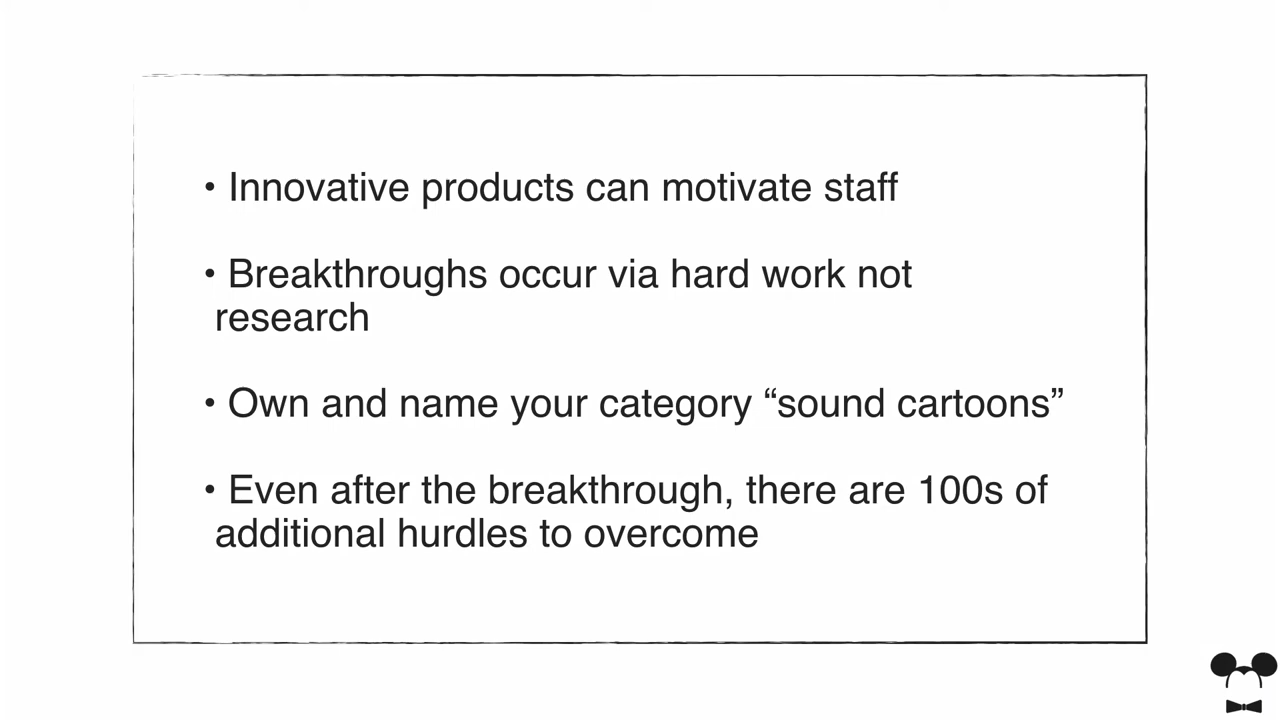 • Innovative products can motivate staff
• Breakthroughs occur via hard work not
research
• Own and name your category “sound cartoons”
• Even after the breakthrough, there are 100s of
additional hurdles to overcome